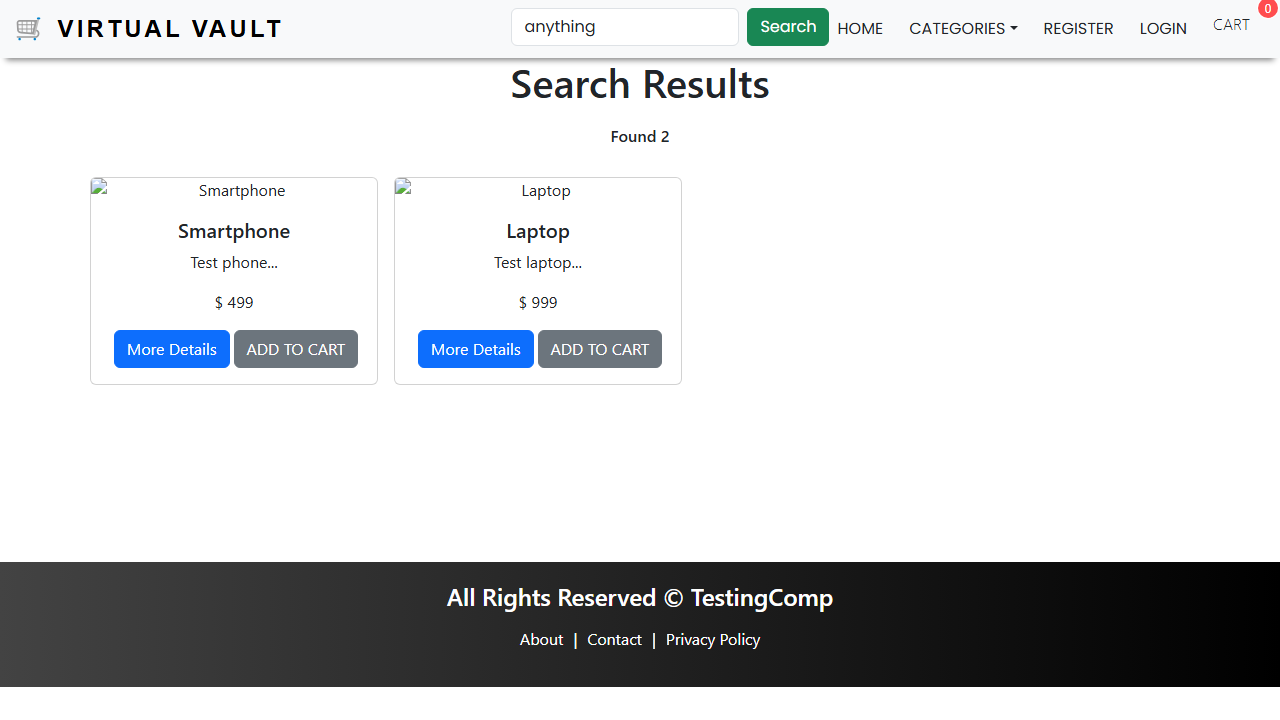 🛒 VIRTUAL VAULT
anything
Search
HOME
CATEGORIES
REGISTER
LOGIN
CART
0
Search Results
Found 2
Smartphone
Smartphone
Test phone...
$ 499
More Details
ADD TO CART
Laptop
Laptop
Test laptop...
$ 999
More Details
ADD TO CART
All Rights Reserved © TestingComp
About | Contact | Privacy Policy